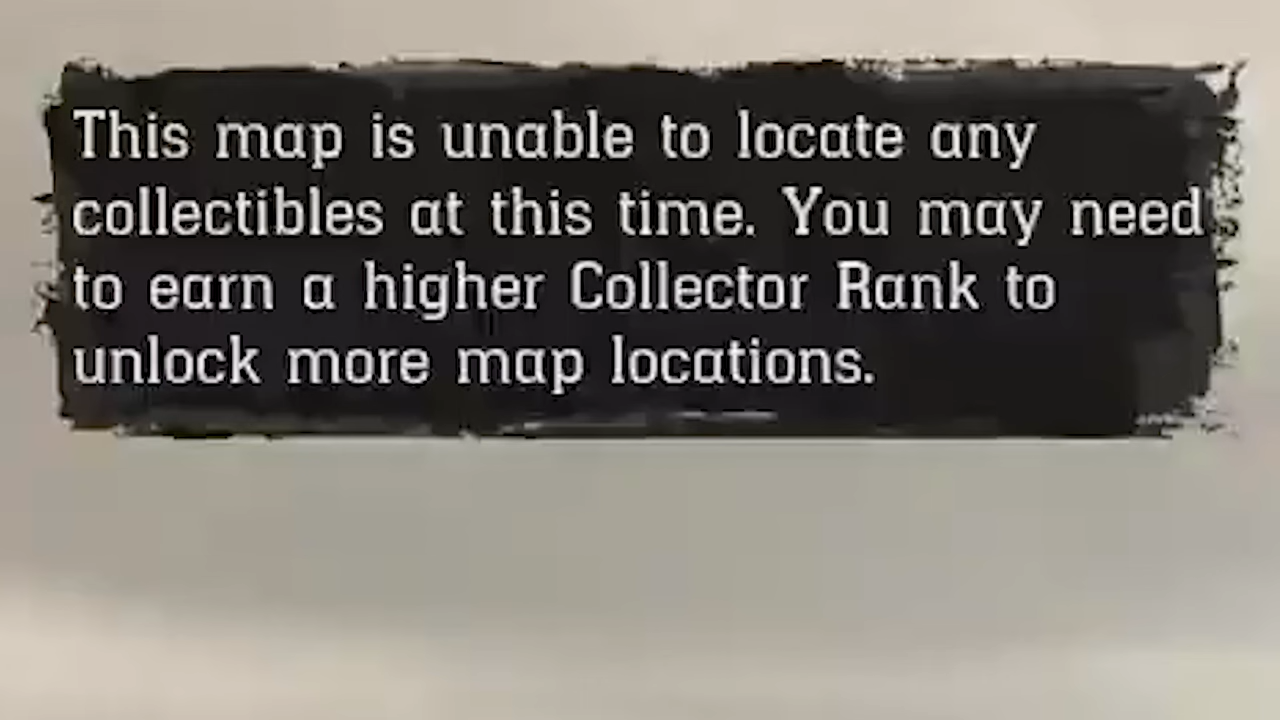 This map is unable to locate any
collectibles at this time. You may need
to earn a higher Collector Rank to
unlock more map locations.